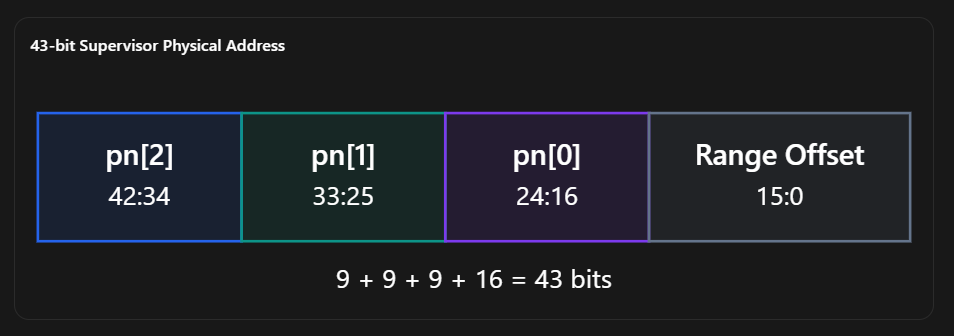 43-bit Supervisor Physical Address
pn[2] pn[1] pn[0] Range Offset
42:34 33:25 24:16 15:0
9 + 9 + 9 + 16 = 43 bits